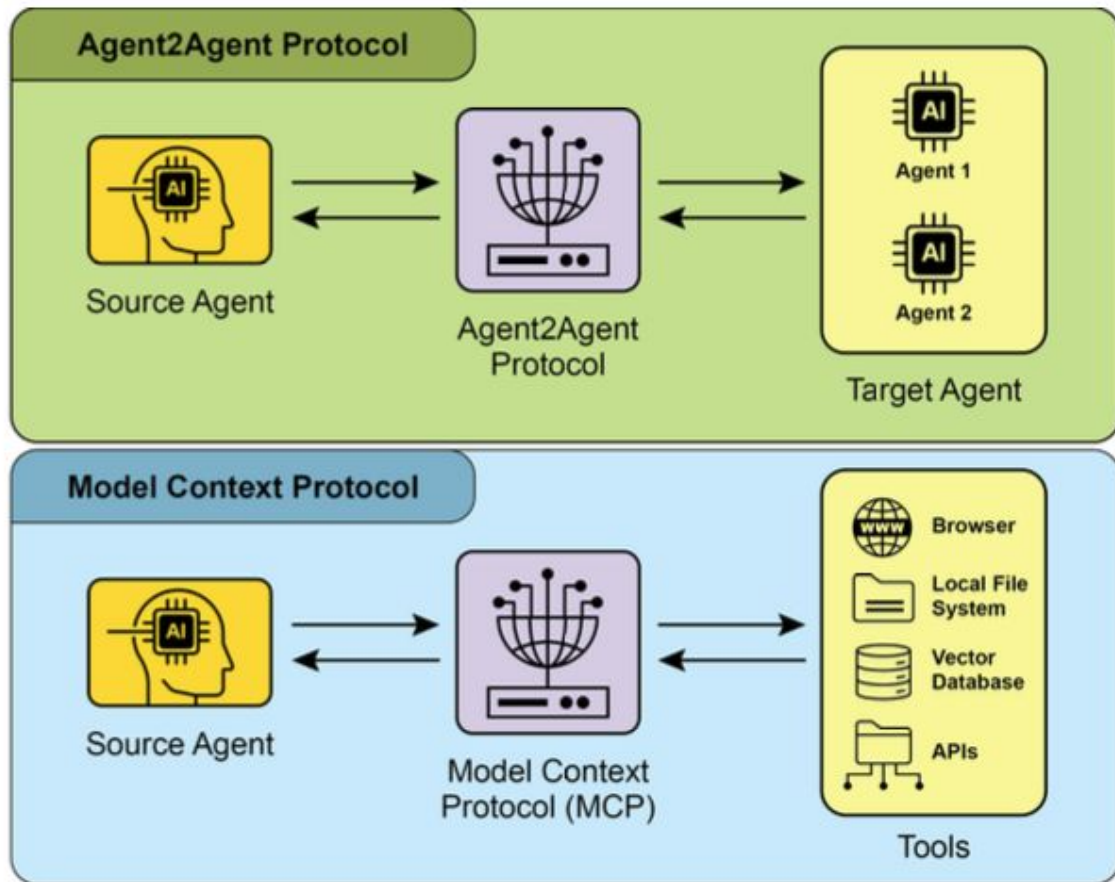 Agent2Agent Protocol
AI
Source Agent
Agent2Agent
Protocol
AI
Agent 1
AI
Agent 2
Target Agent
Model Context Protocol
AI
Source Agent
Model Context
Protocol (MCP)
www
Browser
Local File
System
Vector
Database
APIs
Tools